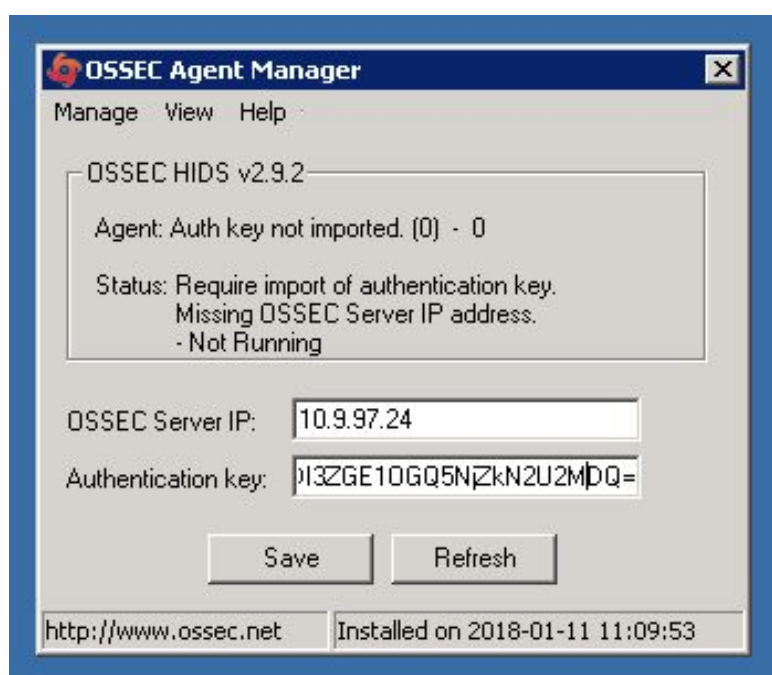 OSSEC Agent Manager
Manage View Help
OSSEC HIDS v2.9.2
Agent: Auth key not imported. (0) - 0
Status: Require import of authentication key.
Missing OSSEC Server IP address.
- Not Running
OSSEC Server IP: 10.9.97.24
Authentication key:
Save Refresh
http://www.ossec.net Installed on 2018-01-11 11:09:53